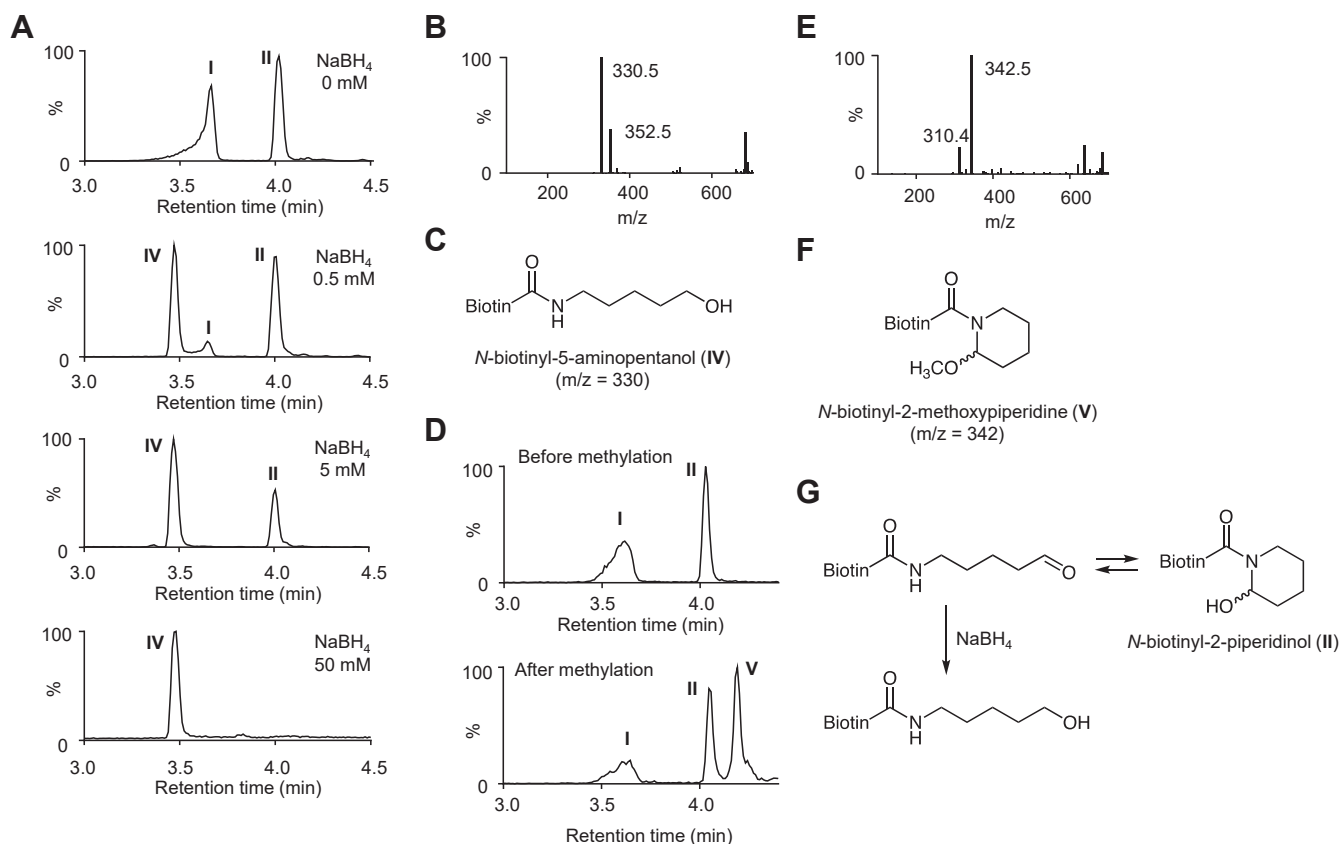 A
100
%
0
I
II
NaBH4
0 mM
3.0 3.5 4.0 4.5
Retention time (min)
100
%
0
IV
I
II
NaBH4
0.5 mM
3.0 3.5 4.0 4.5
Retention time (min)
100
%
0
IV
II
NaBH4
5 mM
3.0 3.5 4.0 4.5
Retention time (min)
100
%
0
IV
NaBH4
50 mM
3.0 3.5 4.0 4.5
Retention time (min)
B
100
%
0
330.5
352.5
200 400 600
m/z
C
O
Biotin N OH
H
N-biotinyl-5-aminopentanol (IV)
(m/z = 330)
D
Before methylation
100
%
0
I
II
3.0 3.5 4.0
Retention time (min)
After methylation
100
%
0
I
II
V
3.0 3.5 4.0
Retention time (min)
E
100
%
0
342.5
310.4
200 400 600
m/z
F
O
Biotin N
H3CO
N-biotinyl-2-methoxypiperidine (V)
(m/z = 342)
G
O
Biotin N O
H
O
Biotin N
HO
N-biotinyl-2-piperidinol (II)
NaBH4
O
Biotin N OH
H